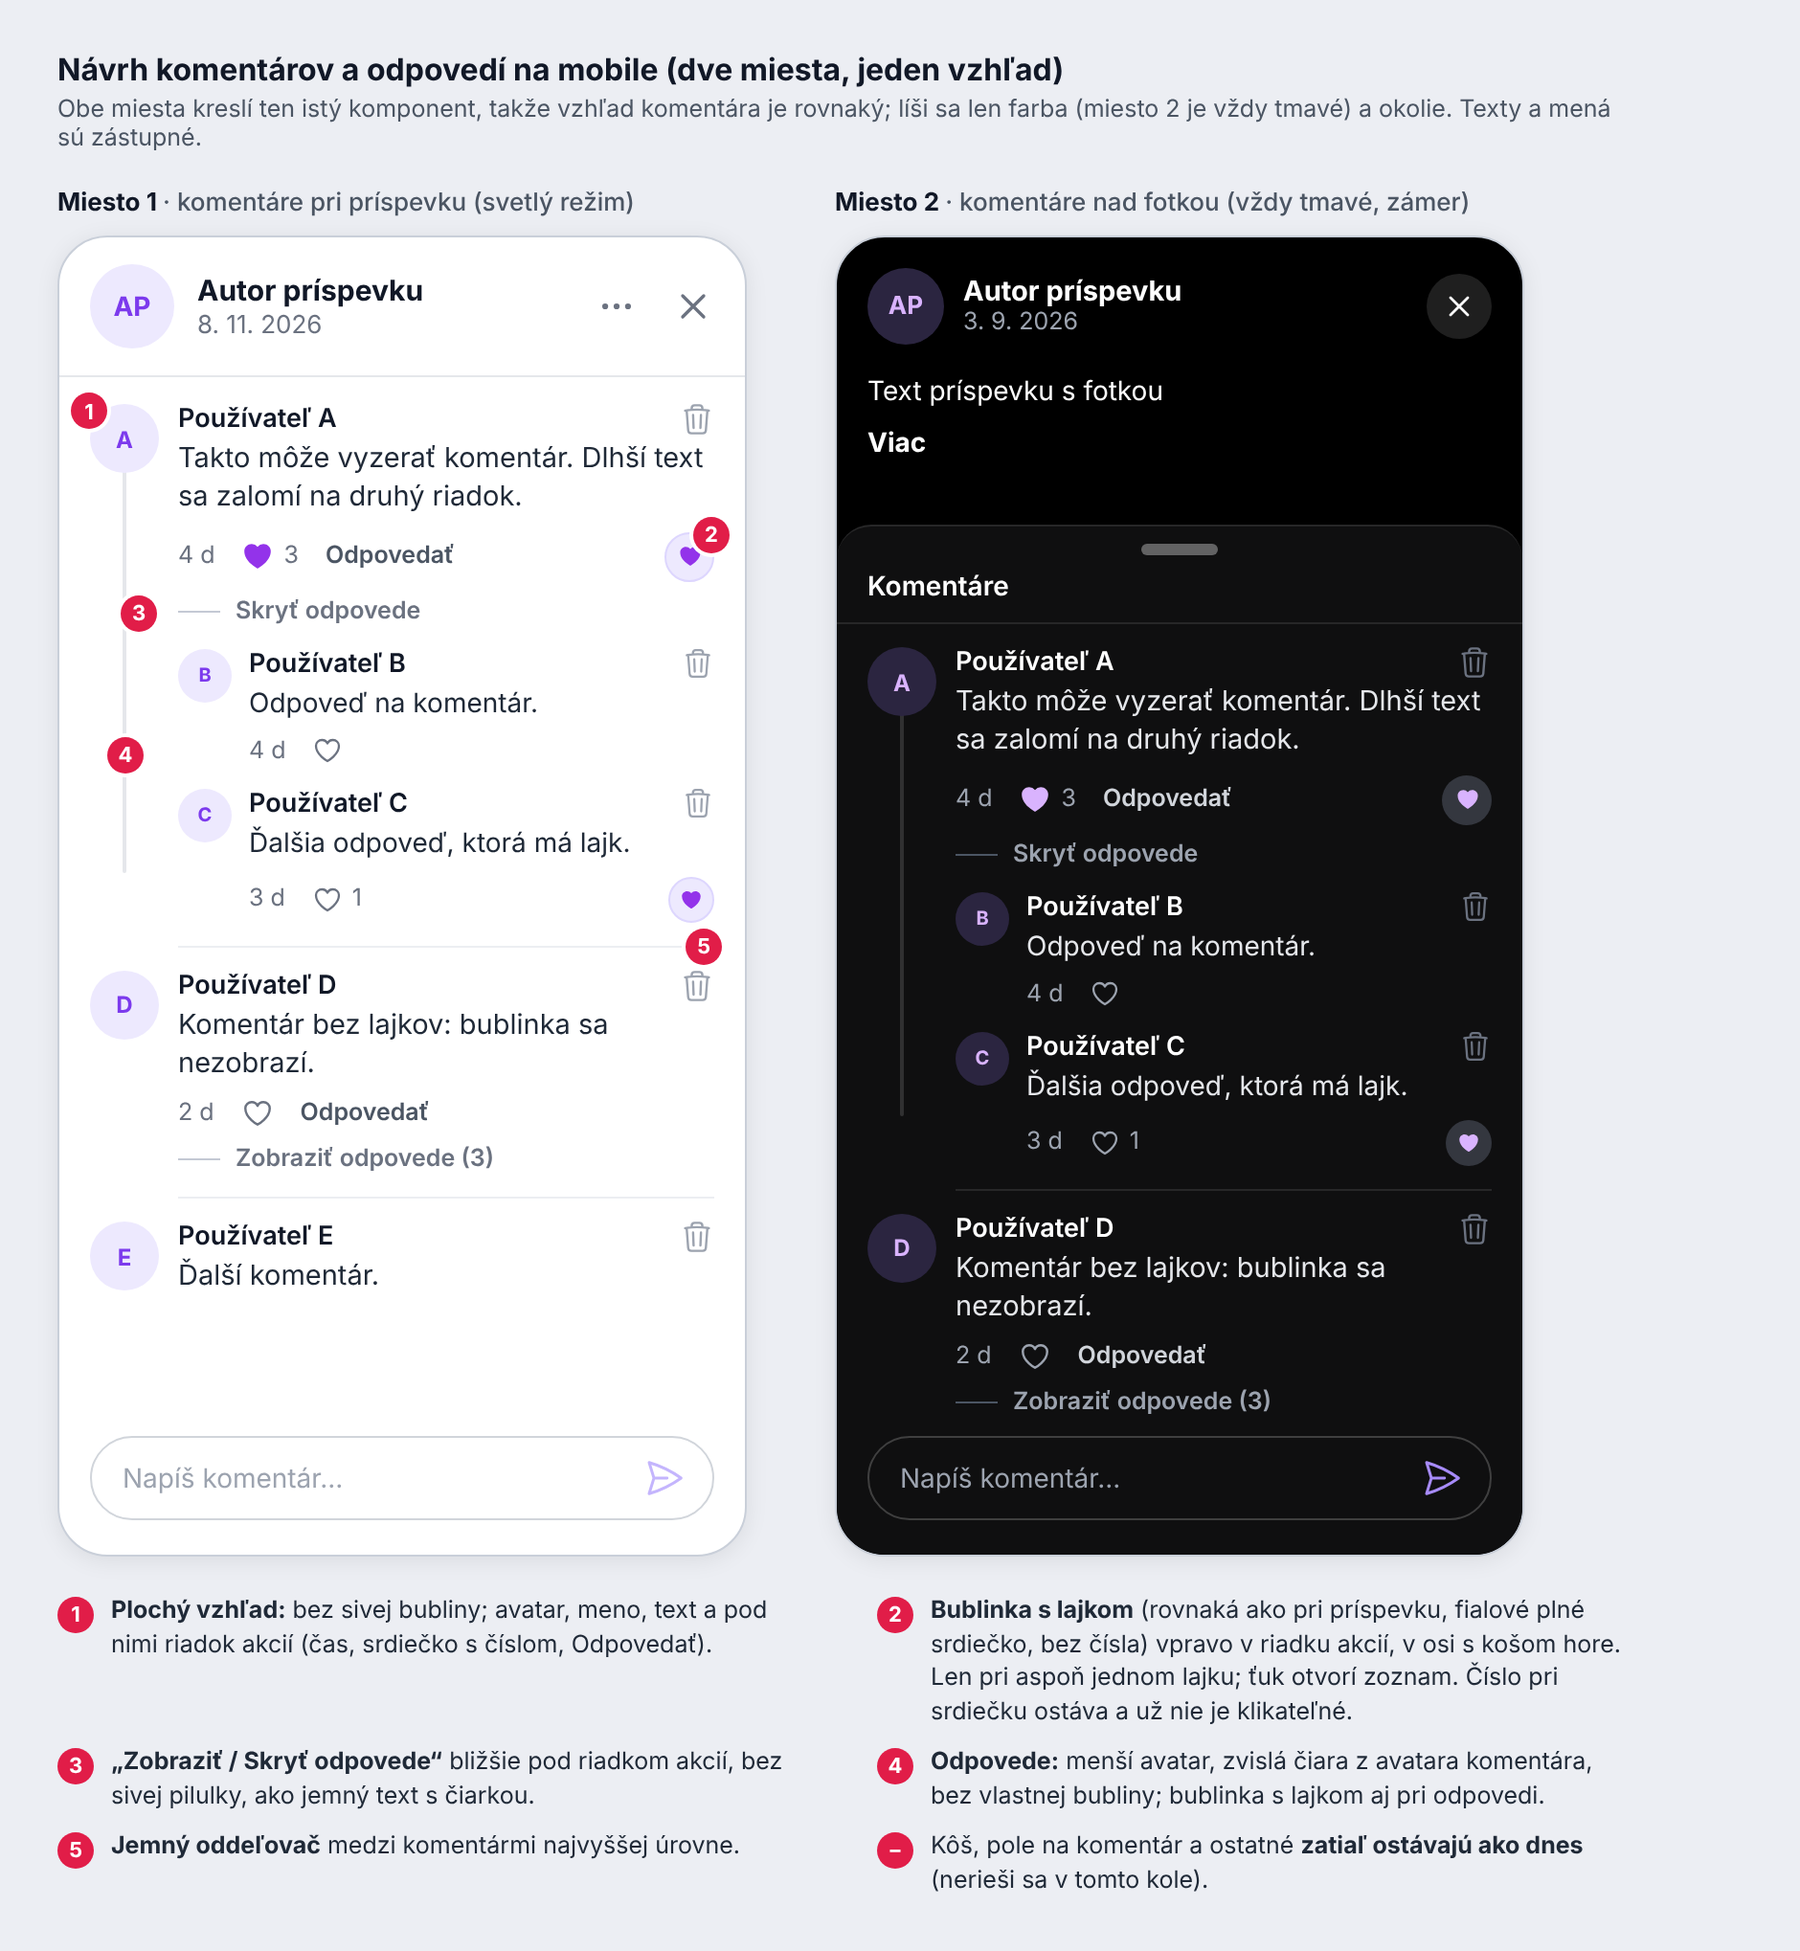 Návrh komentárov a odpovedí na mobile (dve miesta, jeden vzhľad)
Obe miesta kreslí ten istý komponent, takže vzhľad komentára je rovnaký; líši sa len farba (miesto 2 je vždy tmavé) a okolie. Texty a mená
sú zástupné.
Miesto 1 · komentáre pri príspevku (svetlý režim)
AP
Autor príspevku
8. 11. 2026
1
A
Používateľ A
Takto môže vyzerať komentár. Dlhší text
sa zalomí na druhý riadok.
2
4 d 3 Odpovedať
3
Skryť odpovede
B
Používateľ B
Odpoveď na komentár.
4 d
4
C
Používateľ C
Ďalšia odpoveď, ktorá má lajk.
3 d 1
5
D
Používateľ D
Komentár bez lajkov: bublinka sa
nezobrazí.
2 d Odpovedať
Zobraziť odpovede (3)
E
Používateľ E
Ďalší komentár.
Napíš komentár...
Miesto 2 · komentáre nad fotkou (vždy tmavé, zámer)
AP
Autor príspevku
3. 9. 2026
Text príspevku s fotkou
Viac
Komentáre
A
Používateľ A
Takto môže vyzerať komentár. Dlhší text
sa zalomí na druhý riadok.
4 d 3 Odpovedať
Skryť odpovede
B
Používateľ B
Odpoveď na komentár.
4 d
C
Používateľ C
Ďalšia odpoveď, ktorá má lajk.
3 d 1
D
Používateľ D
Komentár bez lajkov: bublinka sa
nezobrazí.
2 d Odpovedať
Zobraziť odpovede (3)
Napíš komentár...
1 Plochý vzhľad: bez sivej bubliny; avatar, meno, text a pod
nimi riadok akcií (čas, srdiečko s číslom, Odpovedať).
2 Bublinka s lajkom (rovnaká ako pri príspevku, fialové plné
srdiečko, bez čísla) vpravo v riadku akcií, v osi s košom hore.
Len pri aspoň jednom lajku; ťuk otvorí zoznam. Číslo pri
srdiečku ostáva a už nie je klikateľné.
3 „Zobraziť / Skryť odpovede“ bližšie pod riadkom akcií, bez
sivej pilulky, ako jemný text s čiarkou.
4 Odpovede: menší avatar, zvislá čiara z avatara komentára,
bez vlastnej bubliny; bublinka s lajkom aj pri odpovedi.
5 Jemný oddeľovač medzi komentármi najvyššej úrovne.
– Kôš, pole na komentár a ostatné zatiaľ ostávajú ako dnes
(nerieši sa v tomto kole).